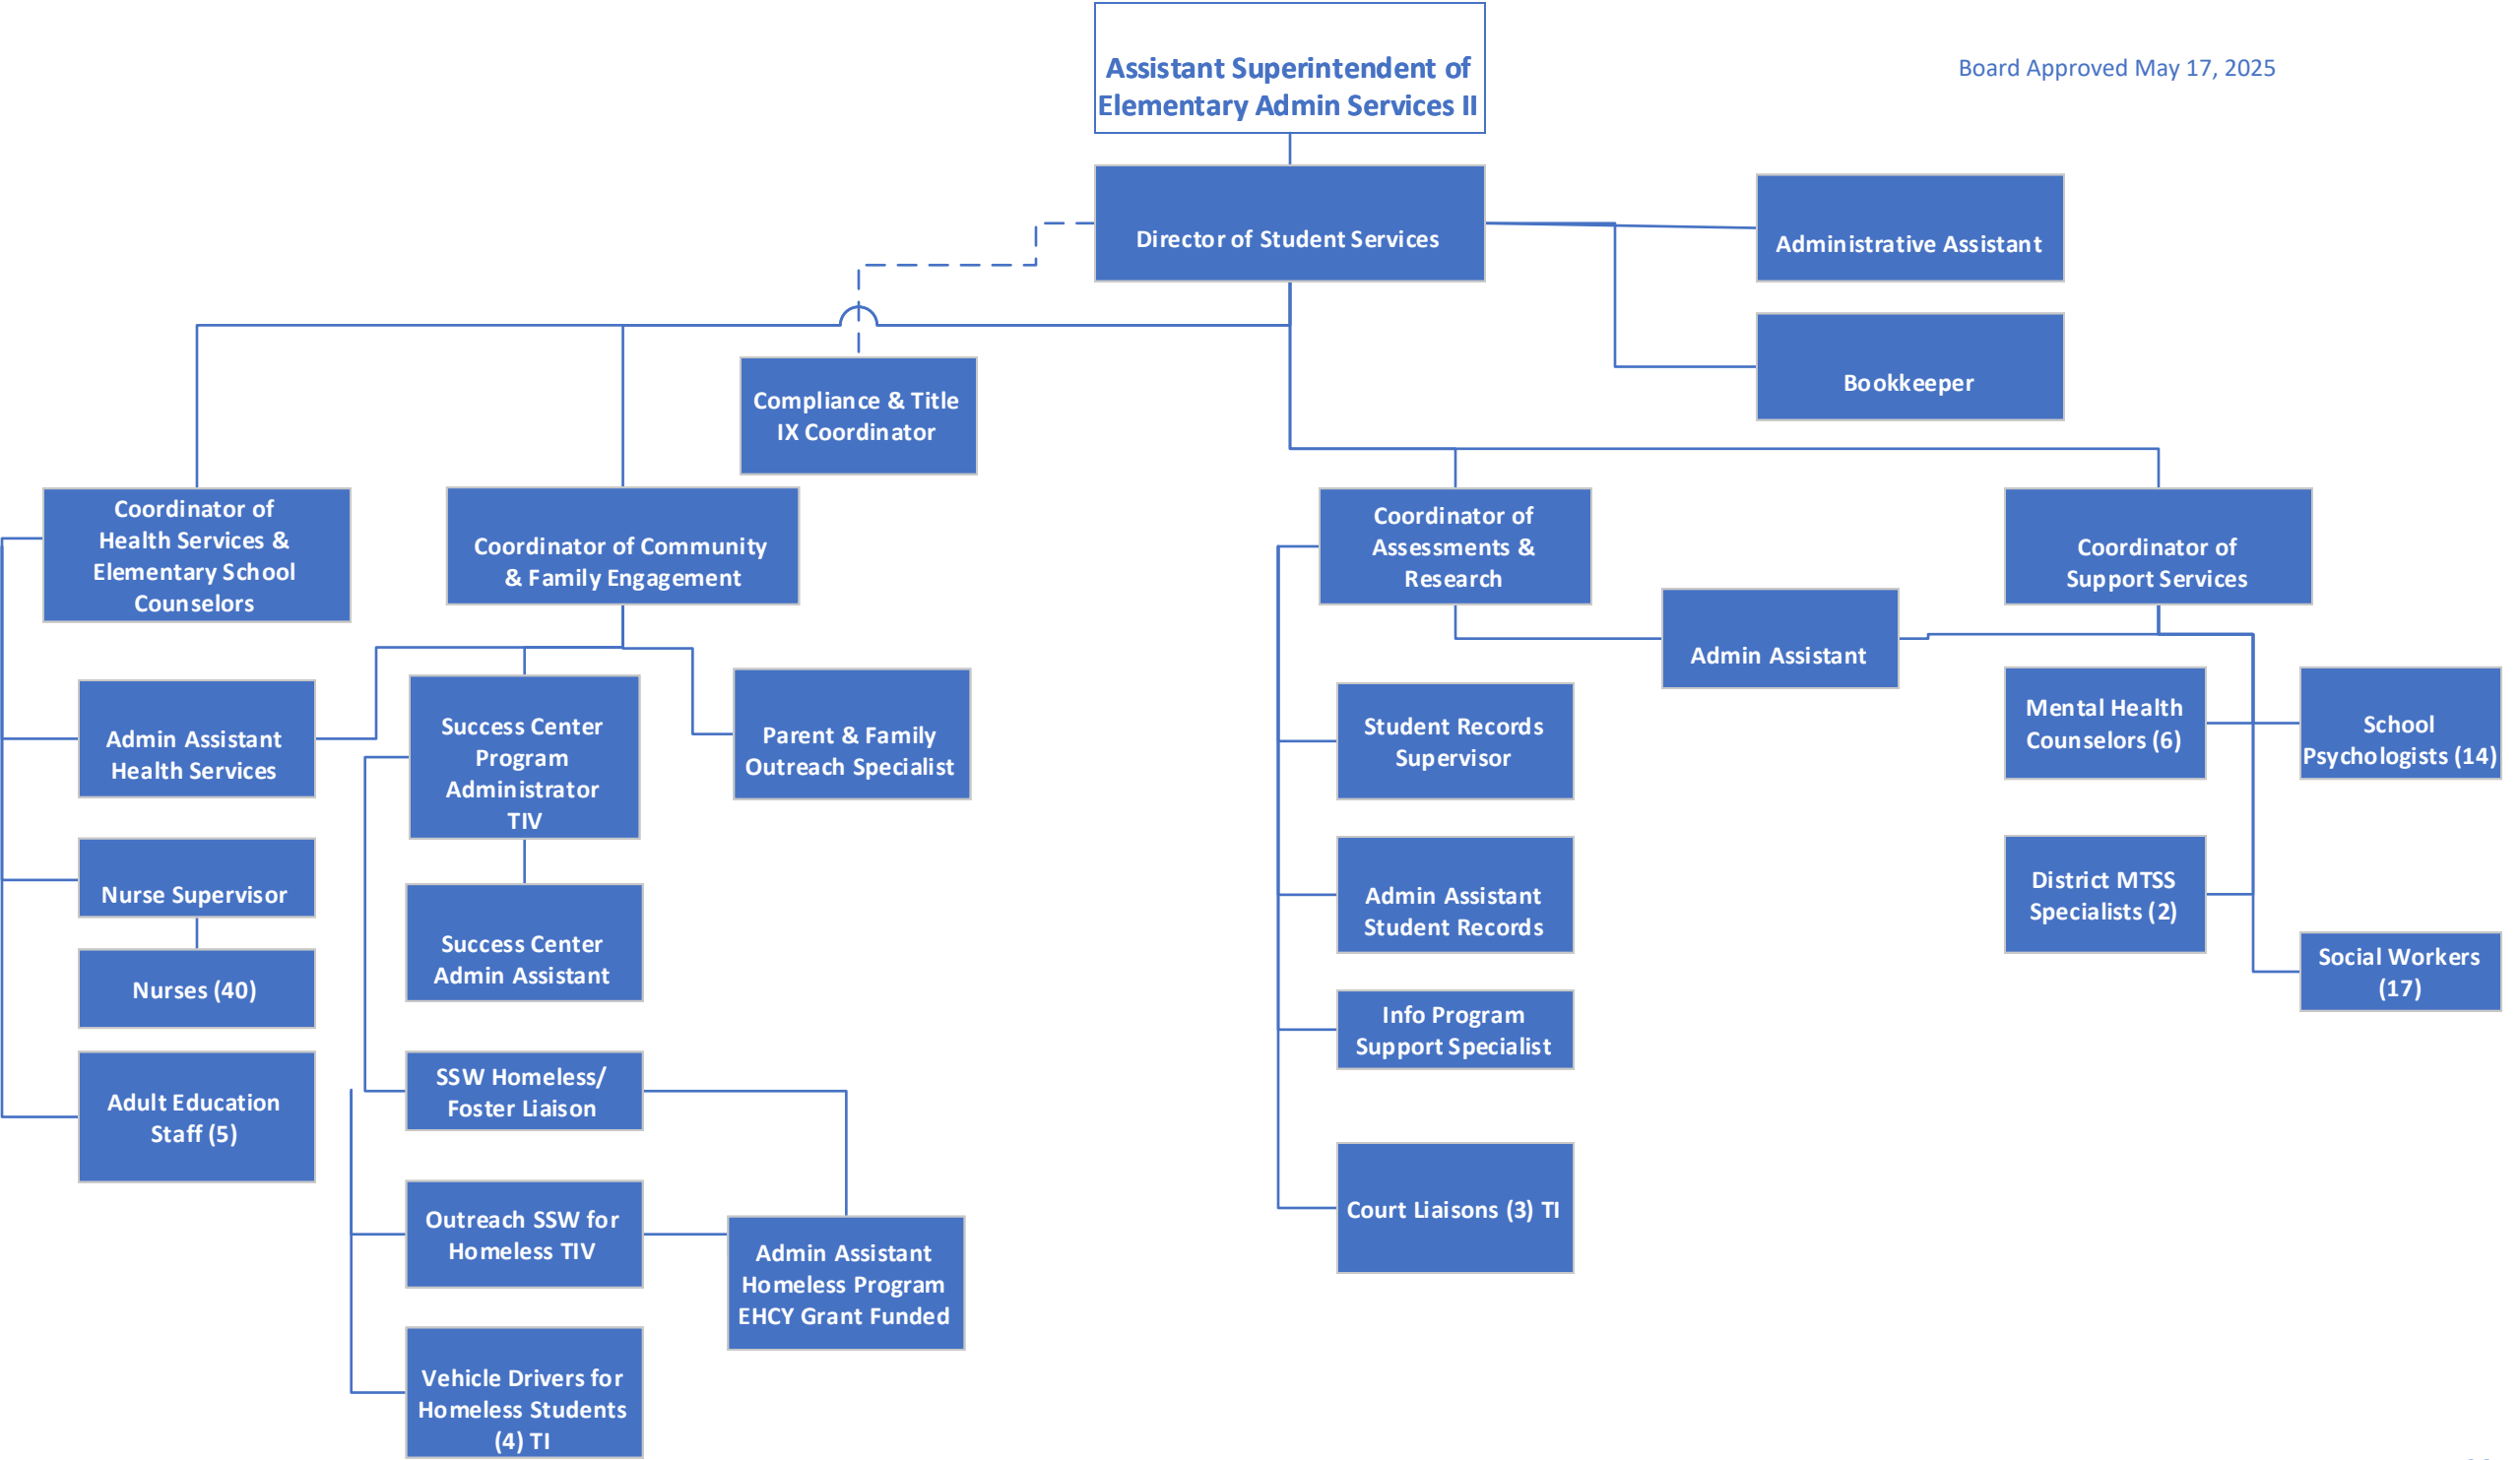 Assistant Superintendent of
Elementary Admin Services II
Board Approved May 17, 2025
Director of Student Services
Administrative Assistant
Bookkeeper
Compliance & Title
IX Coordinator
Coordinator of
Health Services &
Elementary School
Counselors
Coordinator of Community
& Family Engagement
Coordinator of
Assessments &
Research
Coordinator of
Support Services
Admin Assistant
Admin Assistant
Health Services
Success Center
Program
Administrator
TIV
Parent & Family
Outreach Specialist
Student Records
Supervisor
Mental Health
Counselors (6)
School
Psychologists (14)
Nurse Supervisor
Success Center
Admin Assistant
Admin Assistant
Student Records
District MTSS
Specialists (2)
Nurses (40)
Social Workers
(17)
Info Program
Support Specialist
Adult Education
Staff (5)
SSW Homeless/
Foster Liaison
Outreach SSW for
Homeless TIV
Admin Assistant
Homeless Program
EHCY Grant Funded
Court Liaisons (3) TI
Vehicle Drivers for
Homeless Students
(4) TI